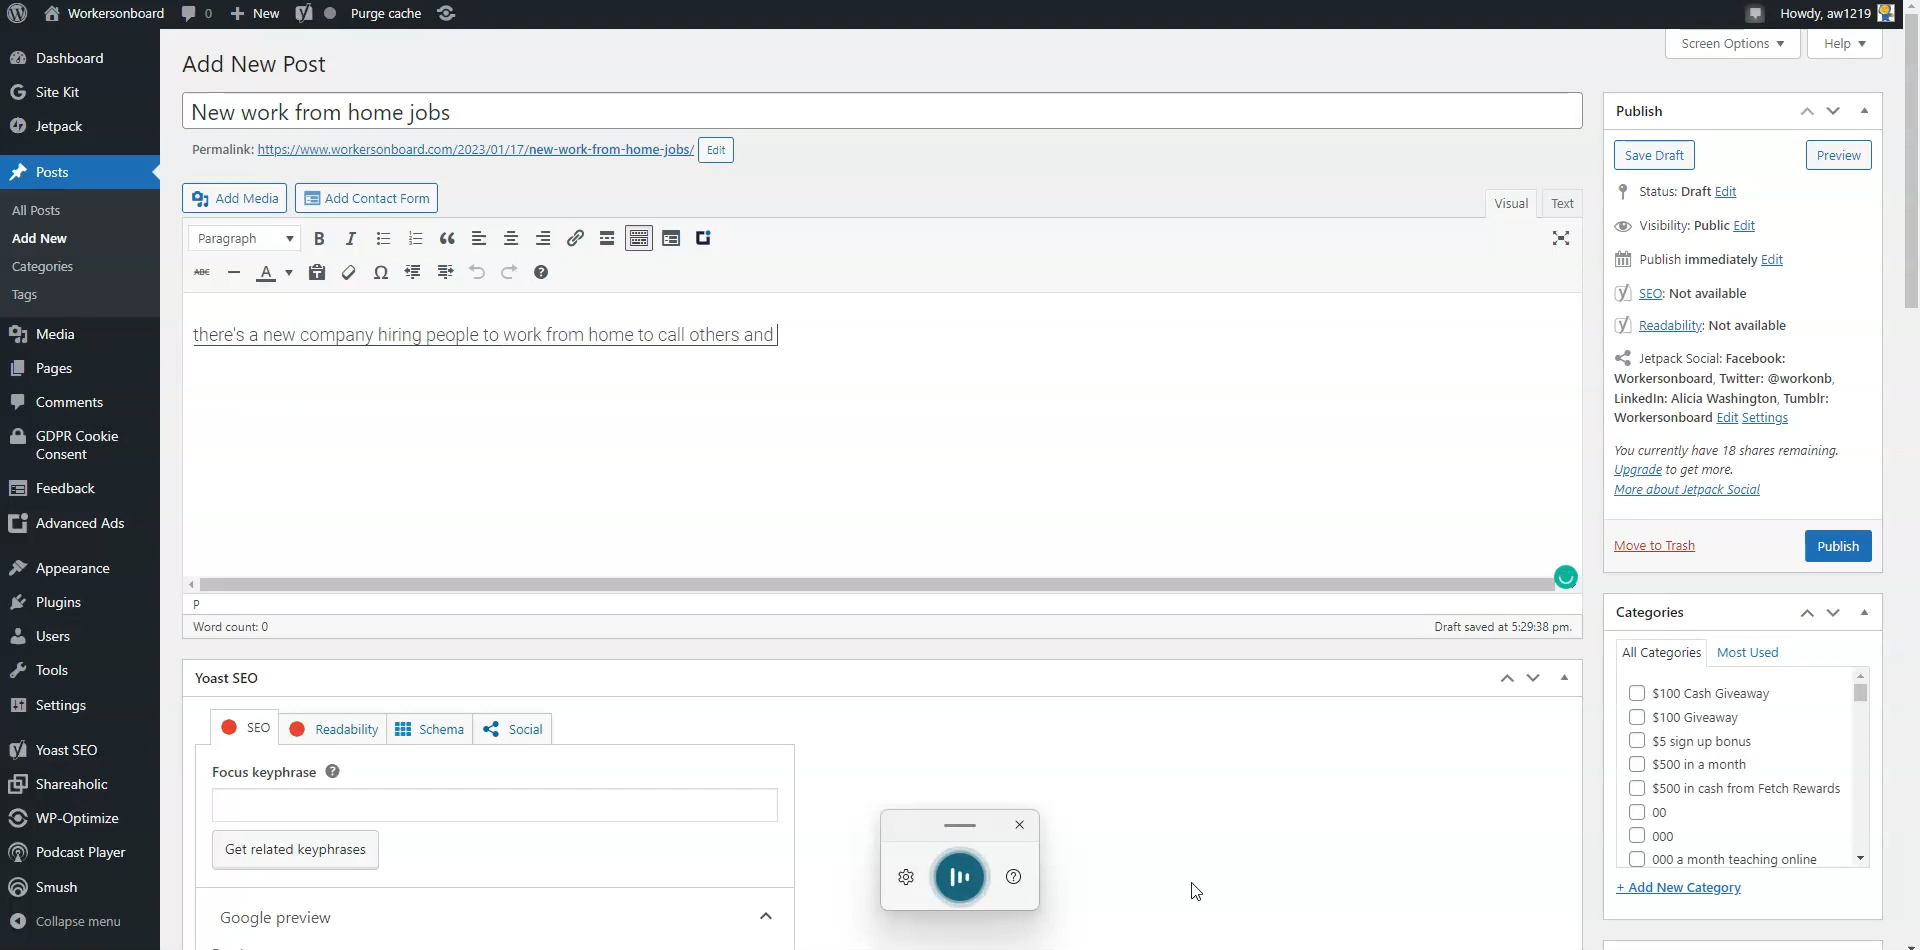 Workersonboard 0 New Purge cache Howdy, aw1219
Screen Options Help
Dashboard
Site Kit
Jetpack
Posts
All Posts
Add New
Categories
Tags
Media
Pages
Comments
GDPR Cookie
Consent
Feedback
Advanced Ads
Appearance
Plugins
Users
Tools
Settings
Yoast SEO
Shareaholic
WP-Optimize
Podcast Player
Smush
Collapse menu
Add New Post
New work from home jobs
Permalink: https://www.workersonboard.com/2023/01/17/new-work-from-home-jobs/ Edit
Add Media Add Contact Form
Visual Text
Paragraph B I
ABC A Ω
there's a new company hiring people to work from home to call others and
P
Word count: 0 Draft saved at 5:29:38 pm.
Yoast SEO
SEO Readability Schema Social
Focus keyphrase
Get related keyphrases
Google preview
Publish
Save Draft Preview
Status: Draft Edit
Visibility: Public Edit
Publish immediately Edit
SEO: Not available
Readability: Not available
Jetpack Social: Facebook:
Workersonboard, Twitter: @workonb,
LinkedIn: Alicia Washington, Tumblr:
Workersonboard Edit Settings
You currently have 18 shares remaining.
Upgrade to get more.
More about Jetpack Social
Move to Trash Publish
Categories
All Categories Most Used
$100 Cash Giveaway
$100 Giveaway
$5 sign up bonus
$500 in a month
$500 in cash from Fetch Rewards
00
000
000 a month teaching online
+ Add New Category